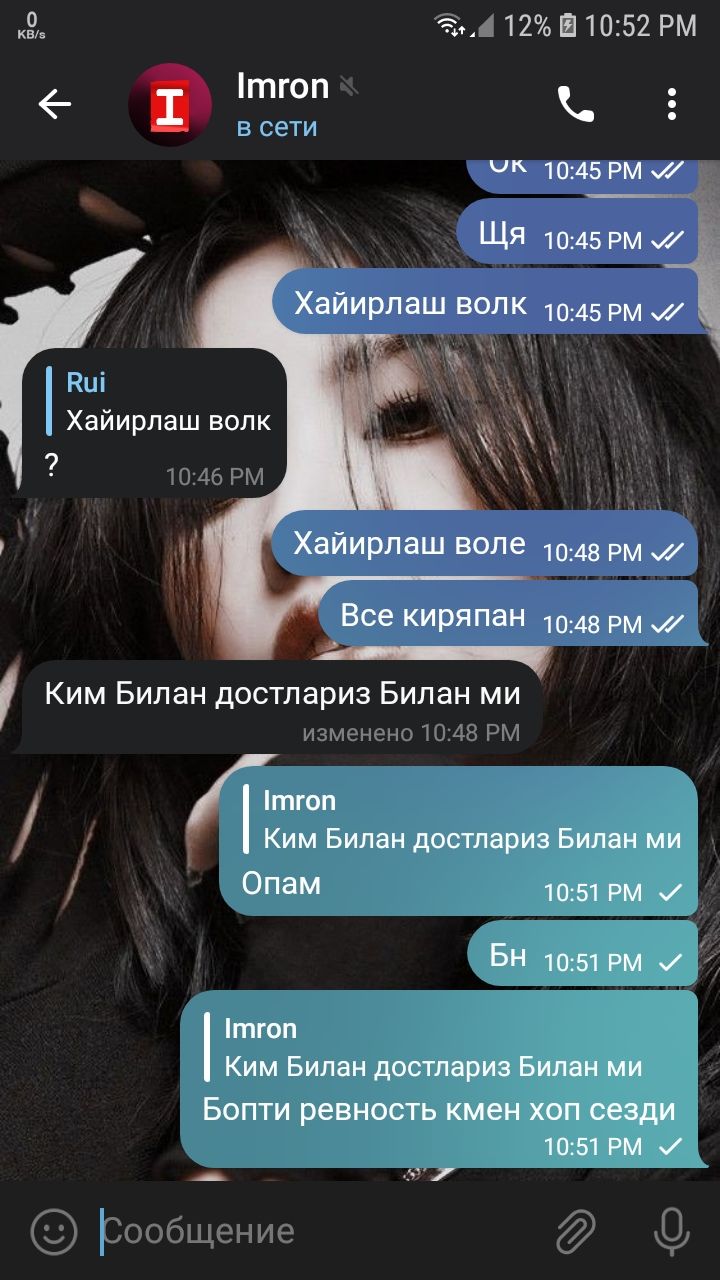 0
KB/s
12%
10:52 PM
I
Imron
в сети
Ок 10:45 PM
Щя 10:45 PM
Хайирлаш волк 10:45 PM
Rui
Хайирлаш волк
?
10:46 PM
Хайирлаш воле 10:48 PM
Все киряпан 10:48 PM
Ким Билан достлариз Билан ми
изменено 10:48 PM
Imron
Ким Билан достлариз Билан ми
Опам 10:51 PM
Бн 10:51 PM
Imron
Ким Билан достлариз Билан ми
Бопти ревность кмен хоп сезди
10:51 PM
Сообщение